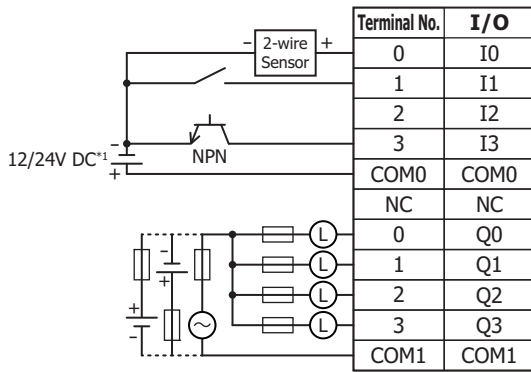 Terminal No. I/O
– 2-wire Sensor + 0 I0
1 I1
2 I2
NPN 3 I3
12/24V DC*1 – + COM0 COM0
NC NC
L 0 Q0
L 1 Q1
L 2 Q2
L 3 Q3
– + + – COM1 COM1